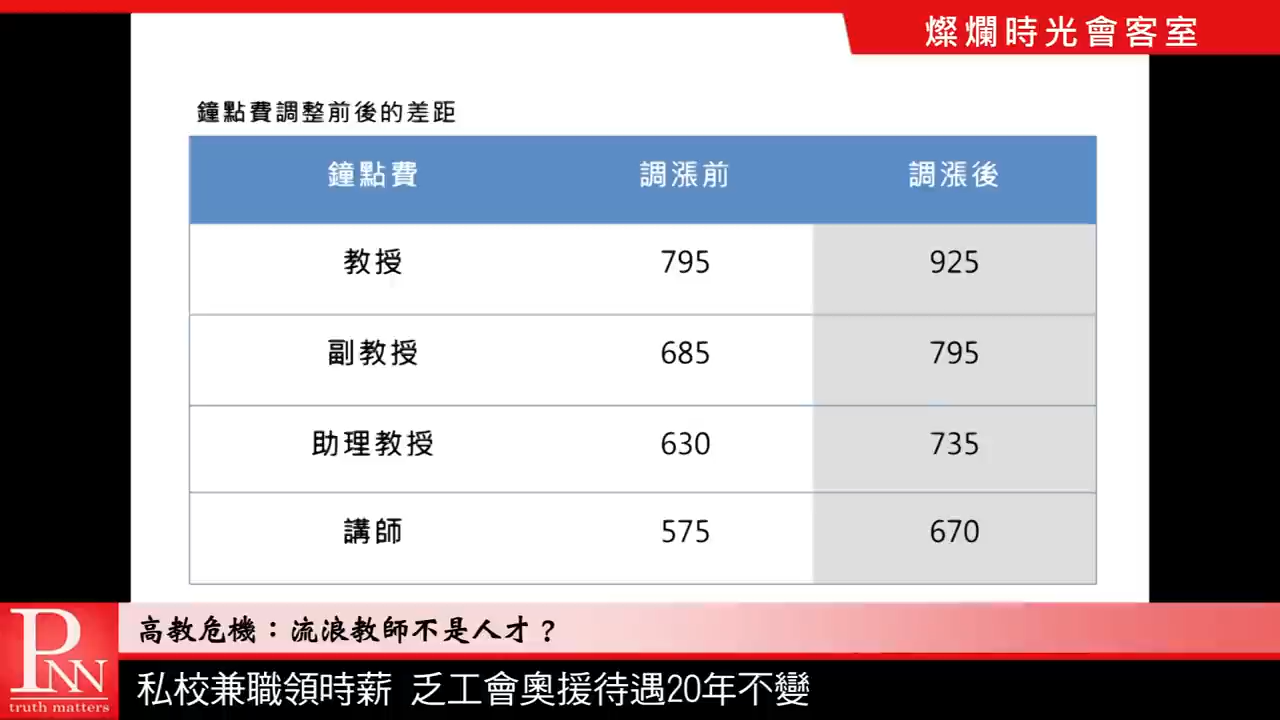 燦爛時光會客室
鐘點費調整前後的差距
鐘點費 調漲前 調漲後
教授 795 925
副教授 685 795
助理教授 630 735
講師 575 670
高教危機：流浪教師不是人才？
私校兼職領時薪 乏工會奧援待遇20年不變
PNN
truth matters